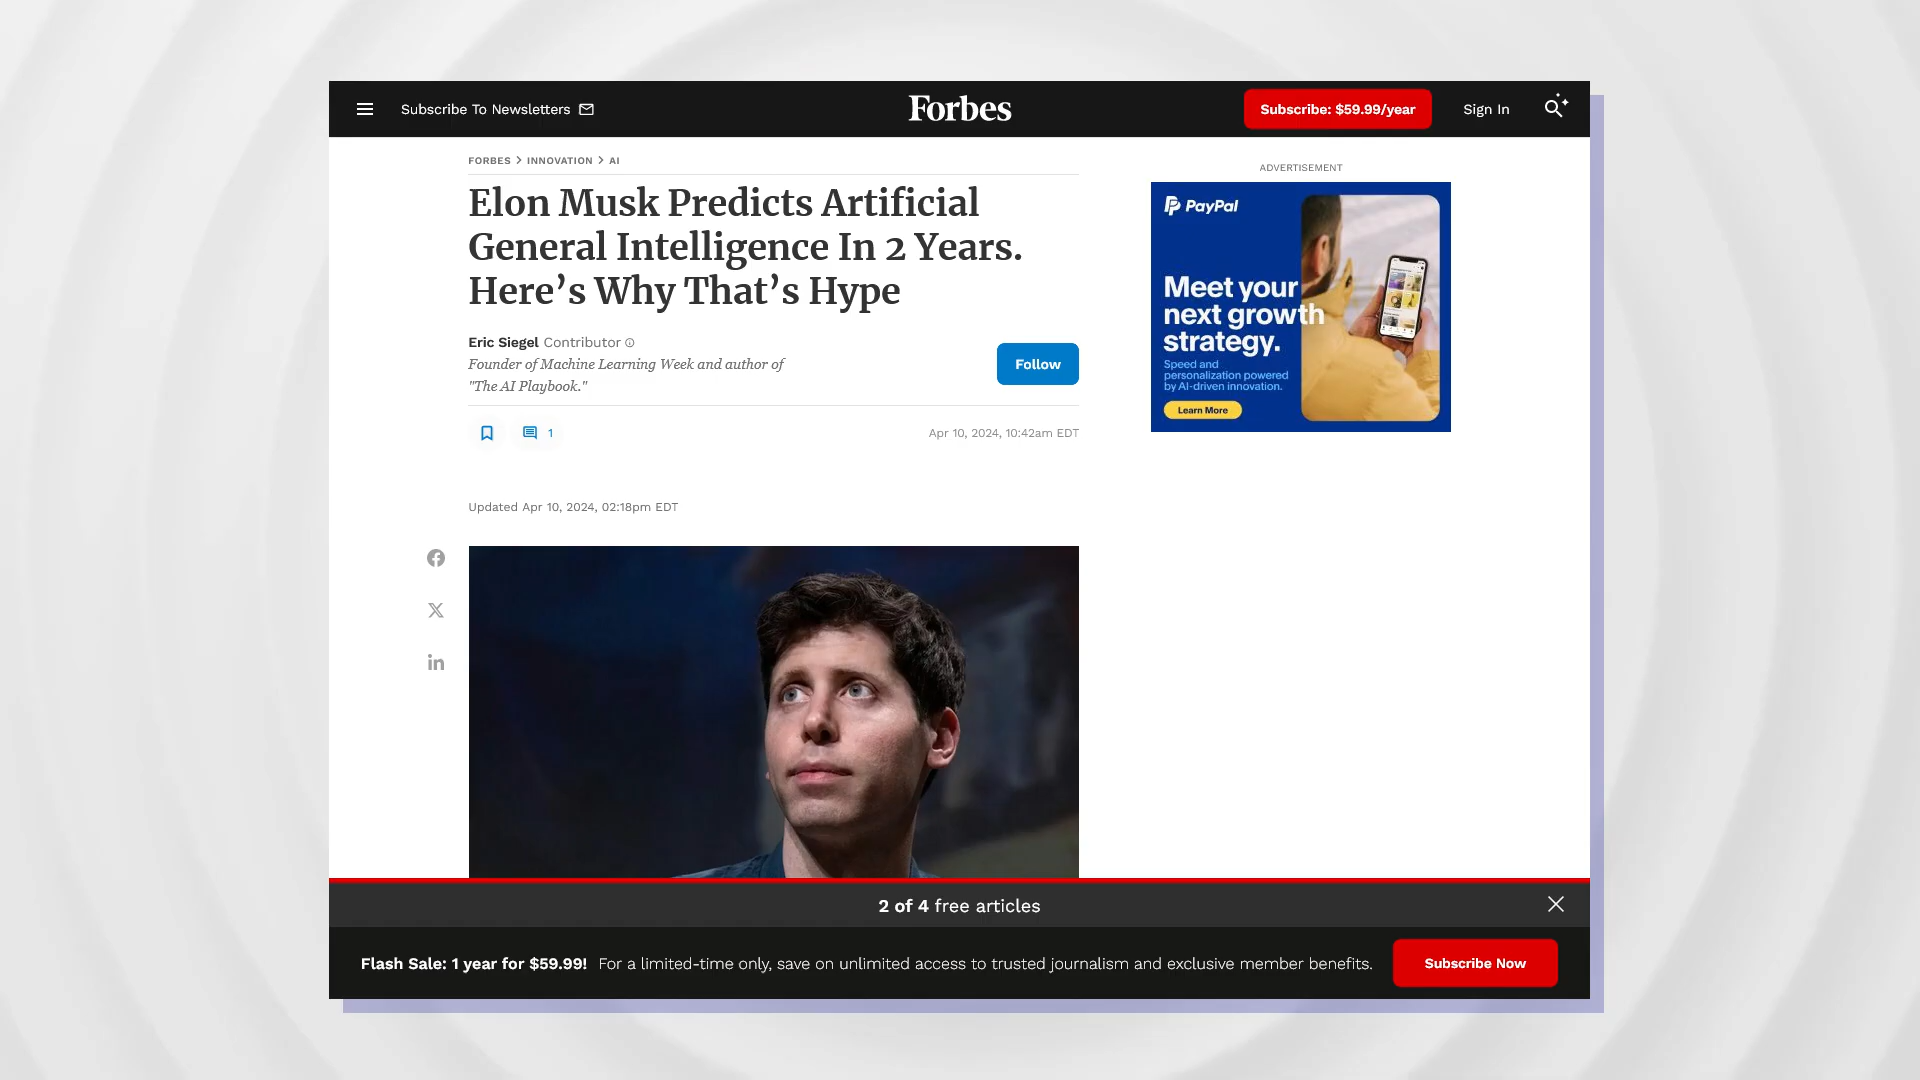 Subscribe To Newsletters
Forbes
Subscribe: $59.99/year
Sign In
FORBES > INNOVATION > AI
Elon Musk Predicts Artificial
General Intelligence In 2 Years.
Here’s Why That’s Hype
Eric Siegel Contributor
Founder of Machine Learning Week and author of
"The AI Playbook."
Follow
1
Apr 10, 2024, 10:42am EDT
Updated Apr 10, 2024, 02:18pm EDT
ADVERTISEMENT
PayPal
Meet your
next growth
strategy.
Speed and
personalization powered
by AI-driven innovation.
Learn More
2 of 4 free articles
Flash Sale: 1 year for $59.99! For a limited-time only, save on unlimited access to trusted journalism and exclusive member benefits.
Subscribe Now